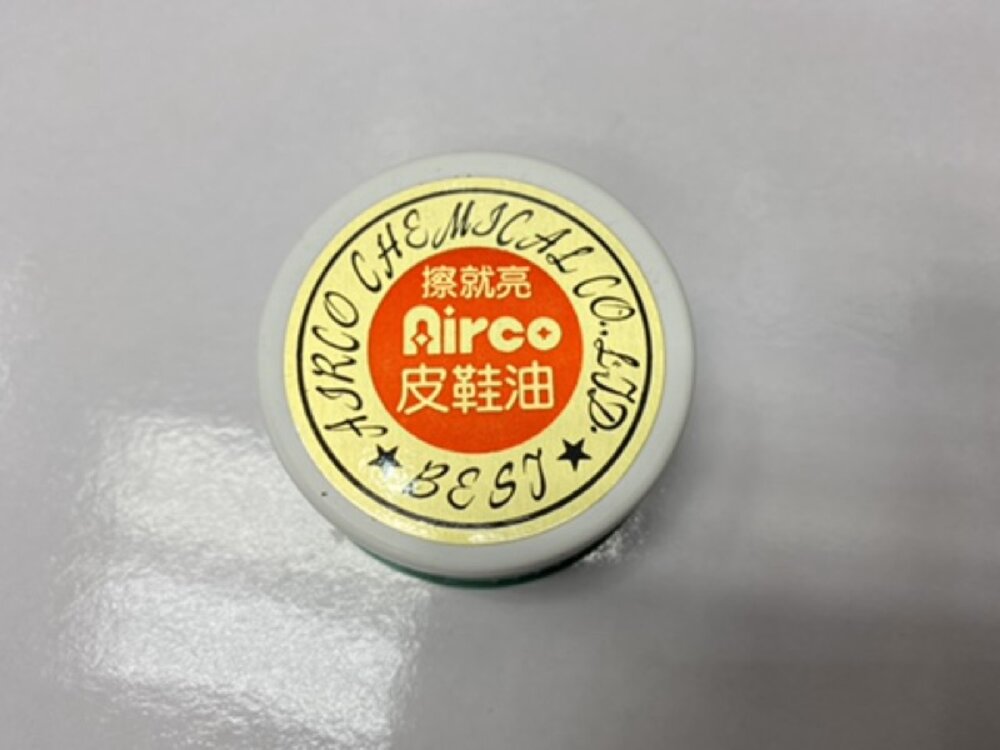 AIRCO CHEMICAL CO., LTD.
擦就亮
Airco
皮鞋油
★ BEST ★